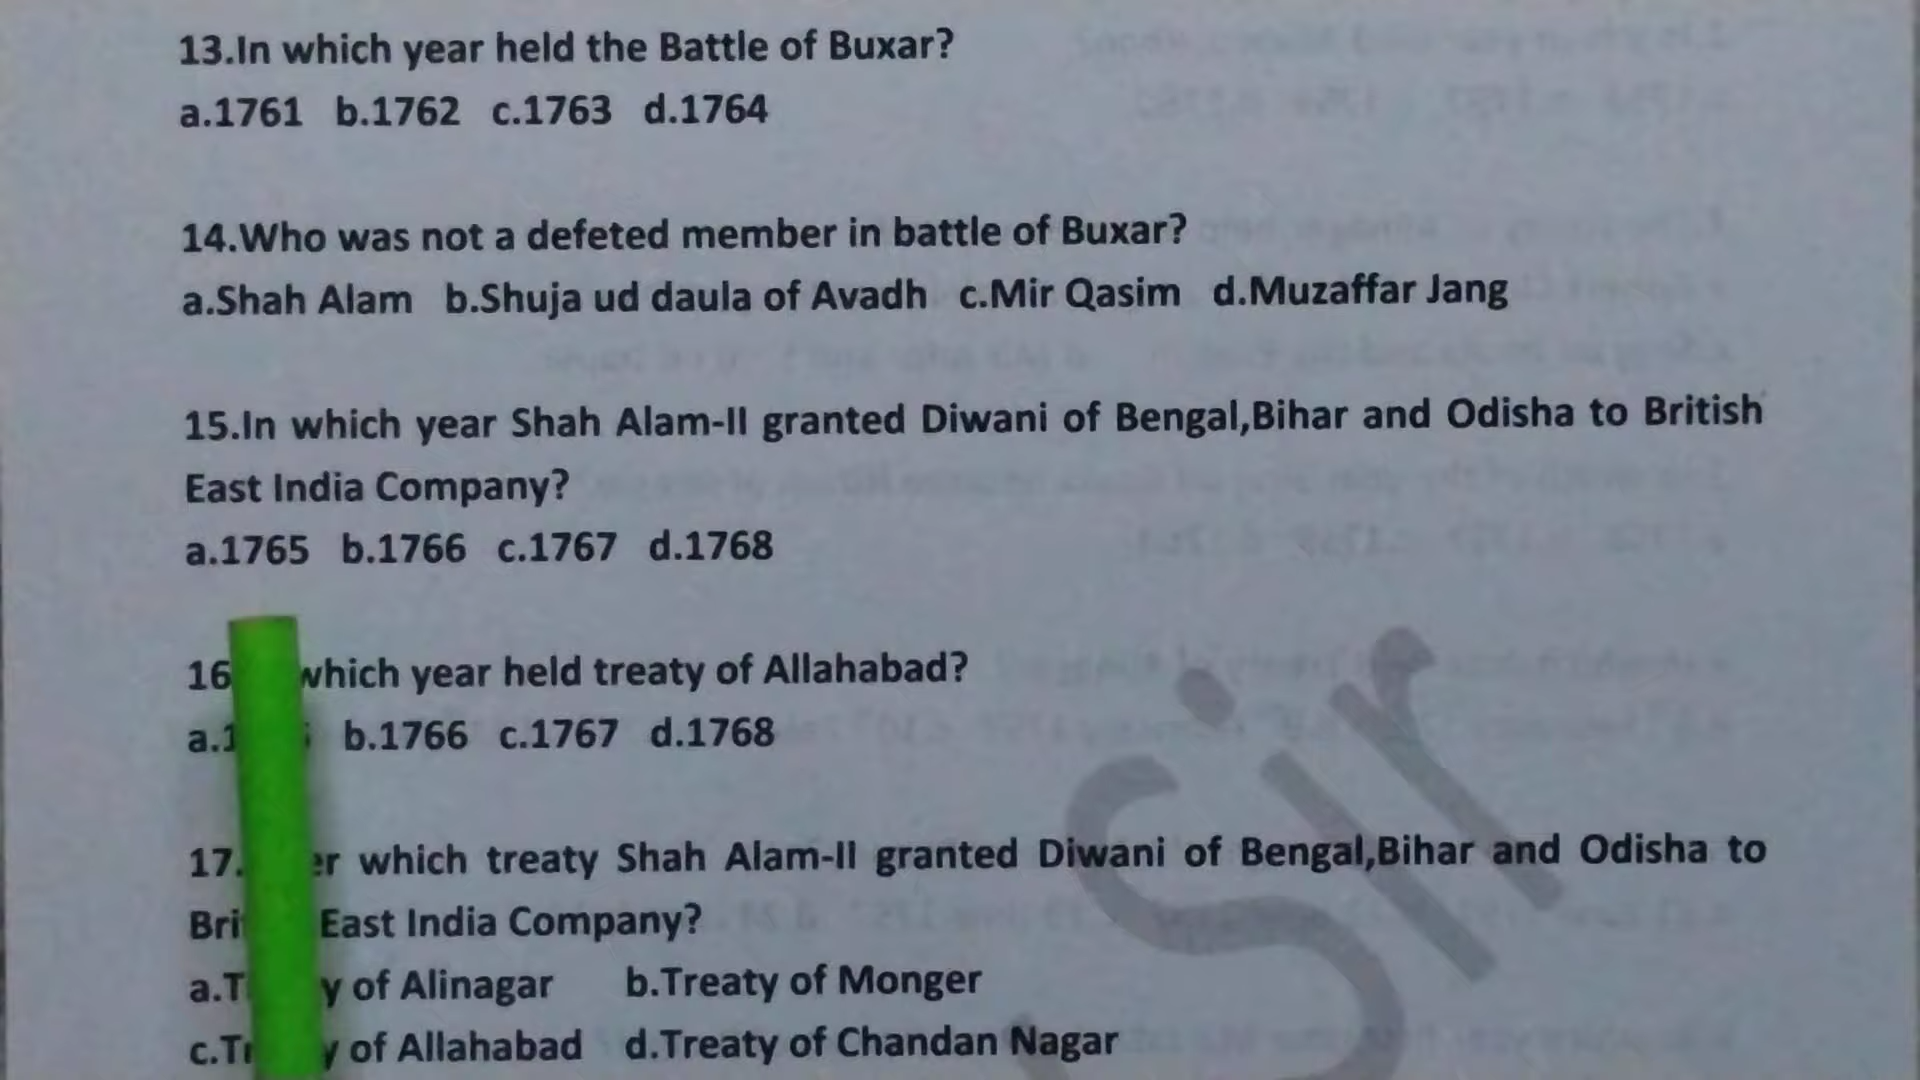 13.In which year held the Battle of Buxar?
a.1761 b.1762 c.1763 d.1764
14.Who was not a defeted member in battle of Buxar?
a.Shah Alam b.Shuja ud daula of Avadh c.Mir Qasim d.Muzaffar Jang
15.In which year Shah Alam-II granted Diwani of Bengal,Bihar and Odisha to British
East India Company?
a.1765 b.1766 c.1767 d.1768
16 which year held treaty of Allahabad?
a.1 b.1766 c.1767 d.1768
17. which treaty Shah Alam-II granted Diwani of Bengal,Bihar and Odisha to
East India Company?
a. of Alinagar b.Treaty of Monger
c. of Allahabad d.Treaty of Chandan Nagar
Sir